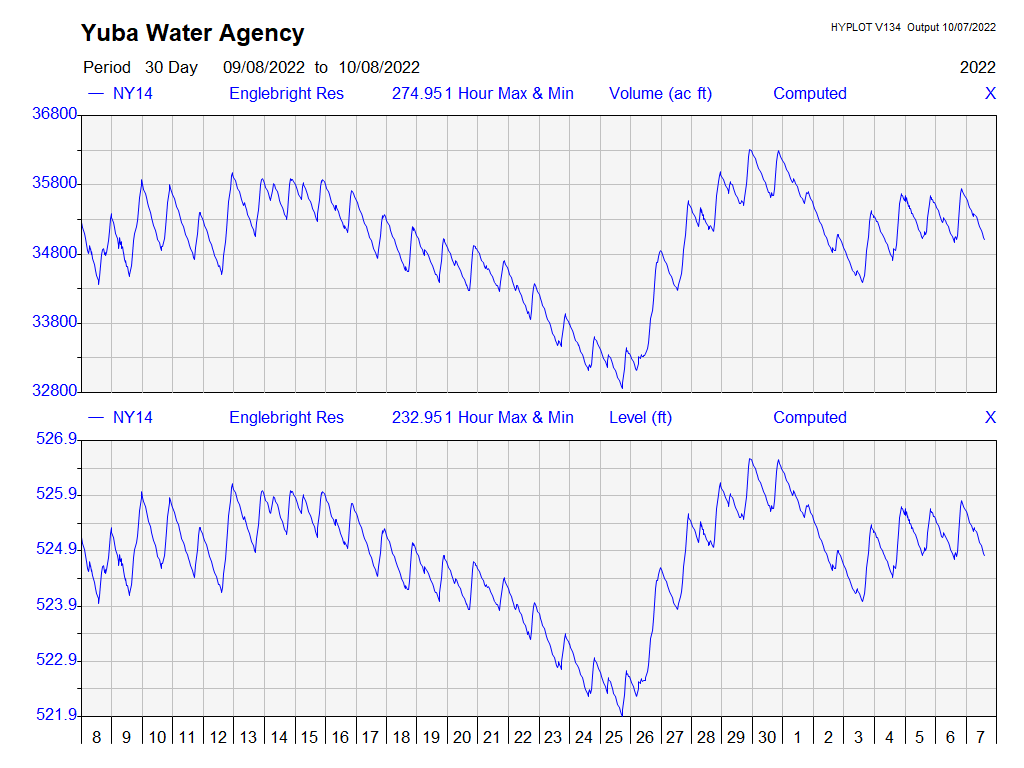 Yuba Water Agency
HYPLOT V134 Output 10/07/2022
Period 30 Day 09/08/2022 to 10/08/2022 2022
NY14 Englebright Res 274.951 Hour Max & Min Volume (ac ft) Computed X
36800
35800
34800
33800
32800
NY14 Englebright Res 232.951 Hour Max & Min Level (ft) Computed X
526.9
525.9
524.9
523.9
522.9
521.9
8 9 10 11 12 13 14 15 16 17 18 19 20 21 22 23 24 25 26 27 28 29 30 1 2 3 4 5 6 7